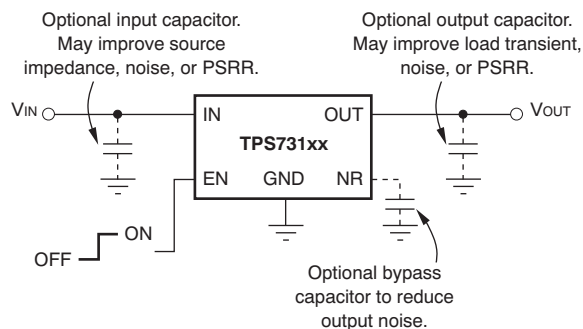 Optional input capacitor.
May improve source
impedance, noise, or PSRR.
Optional output capacitor.
May improve load transient,
noise, or PSRR.
VIN
IN
OUT
VOUT
TPS731xx
EN
GND
NR
ON
OFF
Optional bypass
capacitor to reduce
output noise.